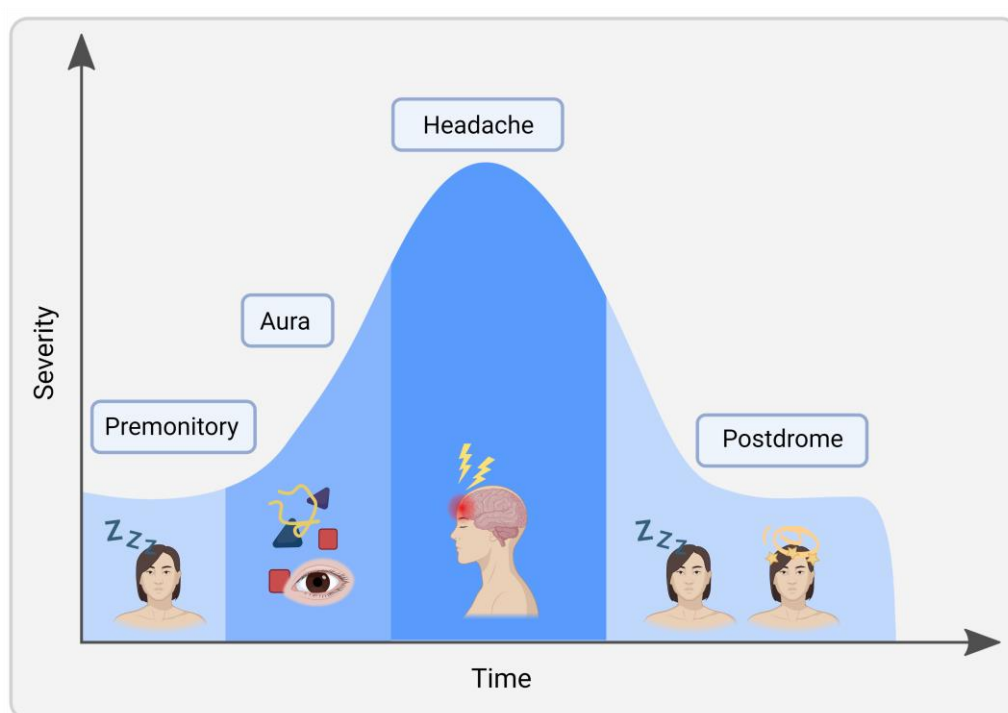 Headache
Aura
Severity
Premonitory
Postdrome
Z Z Z
Z Z Z
Time